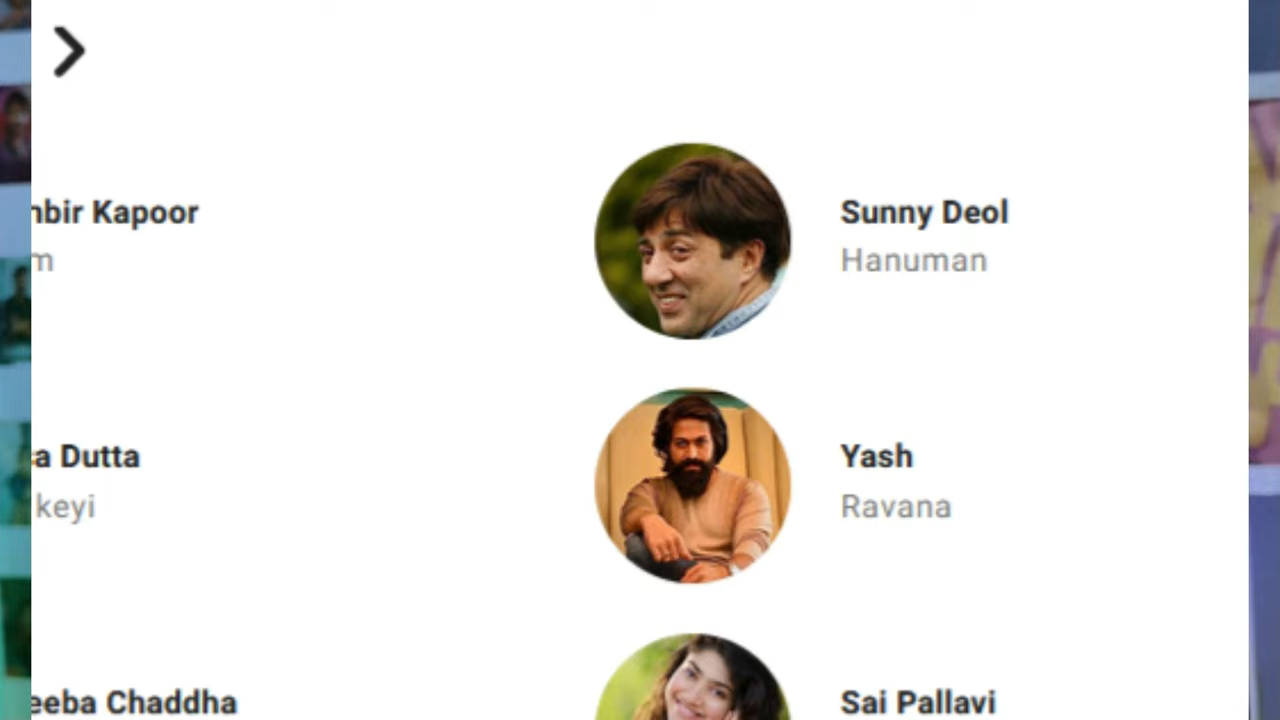 nbir Kapoor
m
Sunny Deol
Hanuman
a Dutta
keyi
Yash
Ravana
eeba Chaddha
Sai Pallavi